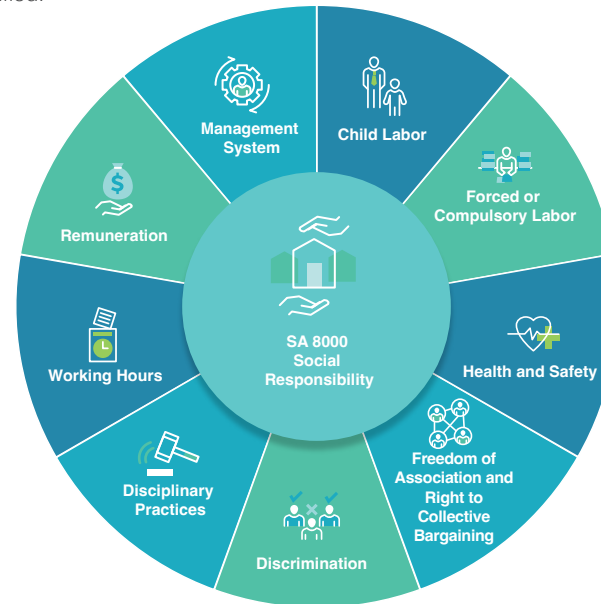 Management
System
Child Labor
Forced or
Compulsory Labor
Remuneration
$
SA 8000
Social
Responsibility
Working Hours
Health and Safety
Disciplinary
Practices
Freedom of
Association and
Right to
Collective
Bargaining
Discrimination